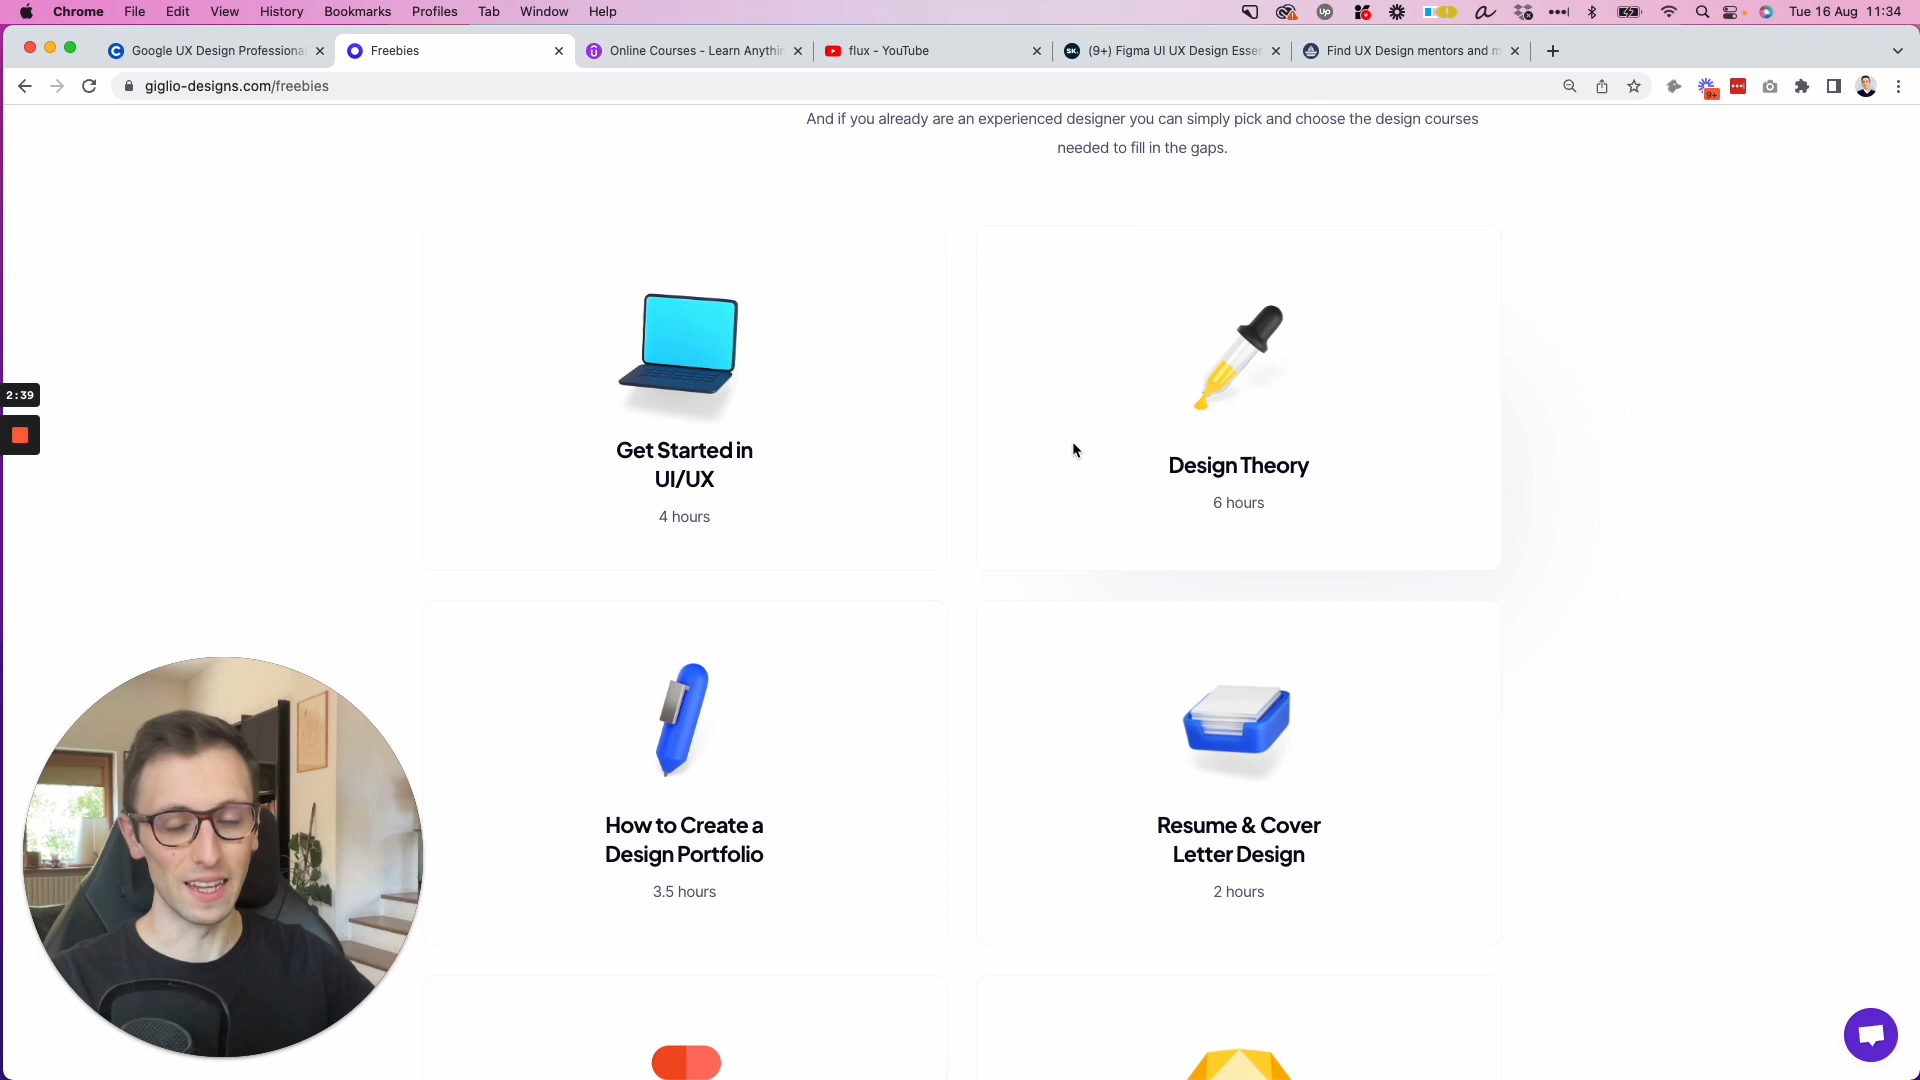 Chrome File Edit View History Bookmarks Profiles Tab Window Help
Up
Tue 16 Aug 11:34
Google UX Design Professiona
Freebies
Online Courses - Learn Anythin
flux - YouTube
SK.
(9+) Figma UI UX Design Essen
Find UX Design mentors and m
giglio-designs.com/freebies
9+
And if you already are an experienced designer you can simply pick and choose the design courses
needed to fill in the gaps.
2:39
Get Started in
UI/UX
4 hours
Design Theory
6 hours
How to Create a
Design Portfolio
3.5 hours
Resume & Cover
Letter Design
2 hours